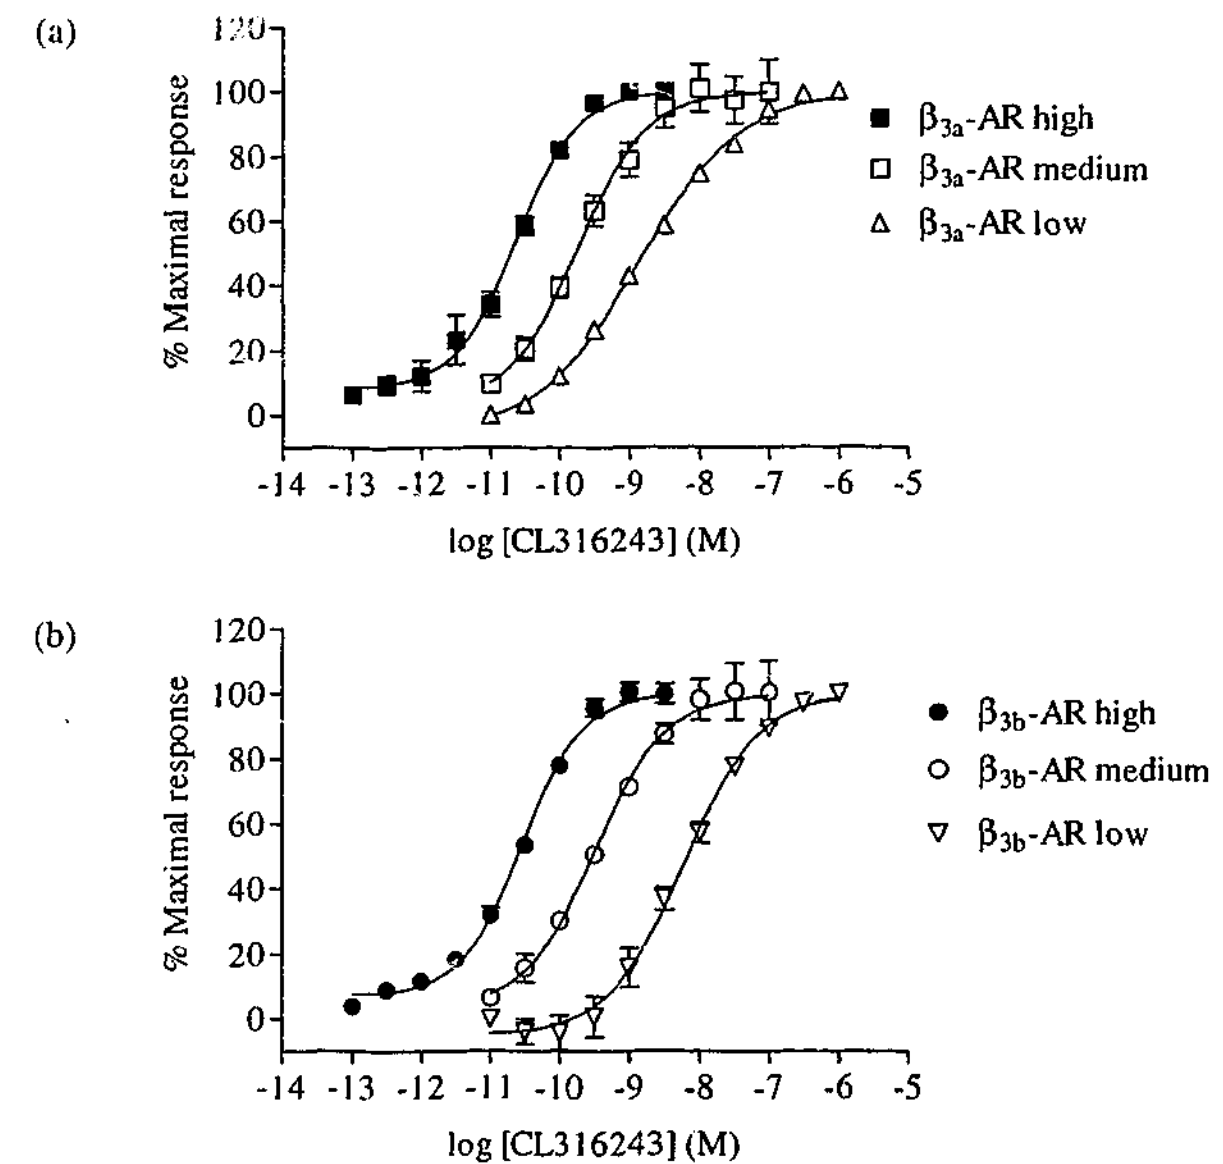 (a)
120
100
80
60
40
20
0
% Maximal response
-14 -13 -12 -11 -10 -9 -8 -7 -6 -5
log [CL316243] (M)
β3a-AR high
β3a-AR medium
β3a-AR low
(b)
120
100
80
60
40
20
0
% Maximal response
-14 -13 -12 -11 -10 -9 -8 -7 -6 -5
log [CL316243] (M)
β3b-AR high
β3b-AR medium
β3b-AR low